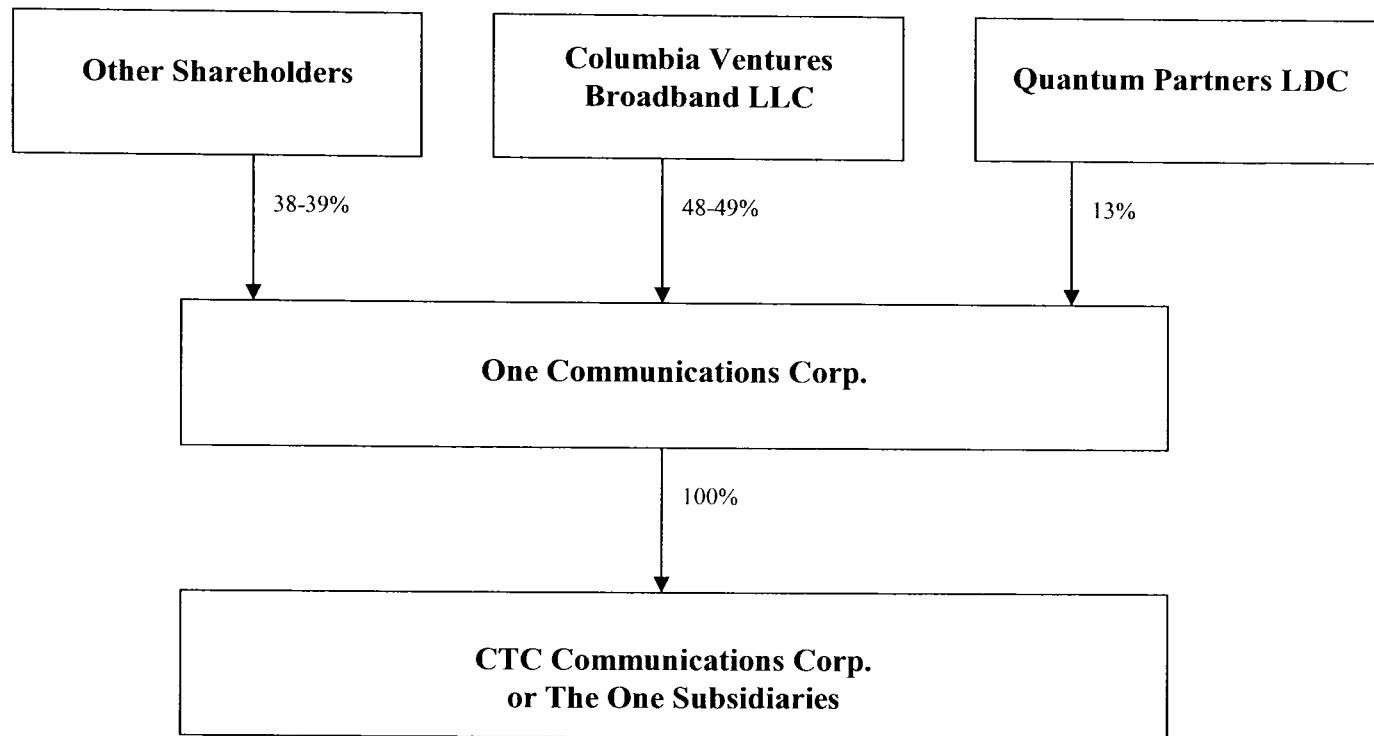 Other Shareholders
Columbia Ventures
Broadband LLC
Quantum Partners LDC
38-39%
48-49%
13%
One Communications Corp.
100%
CTC Communications Corp.
or The One Subsidiaries